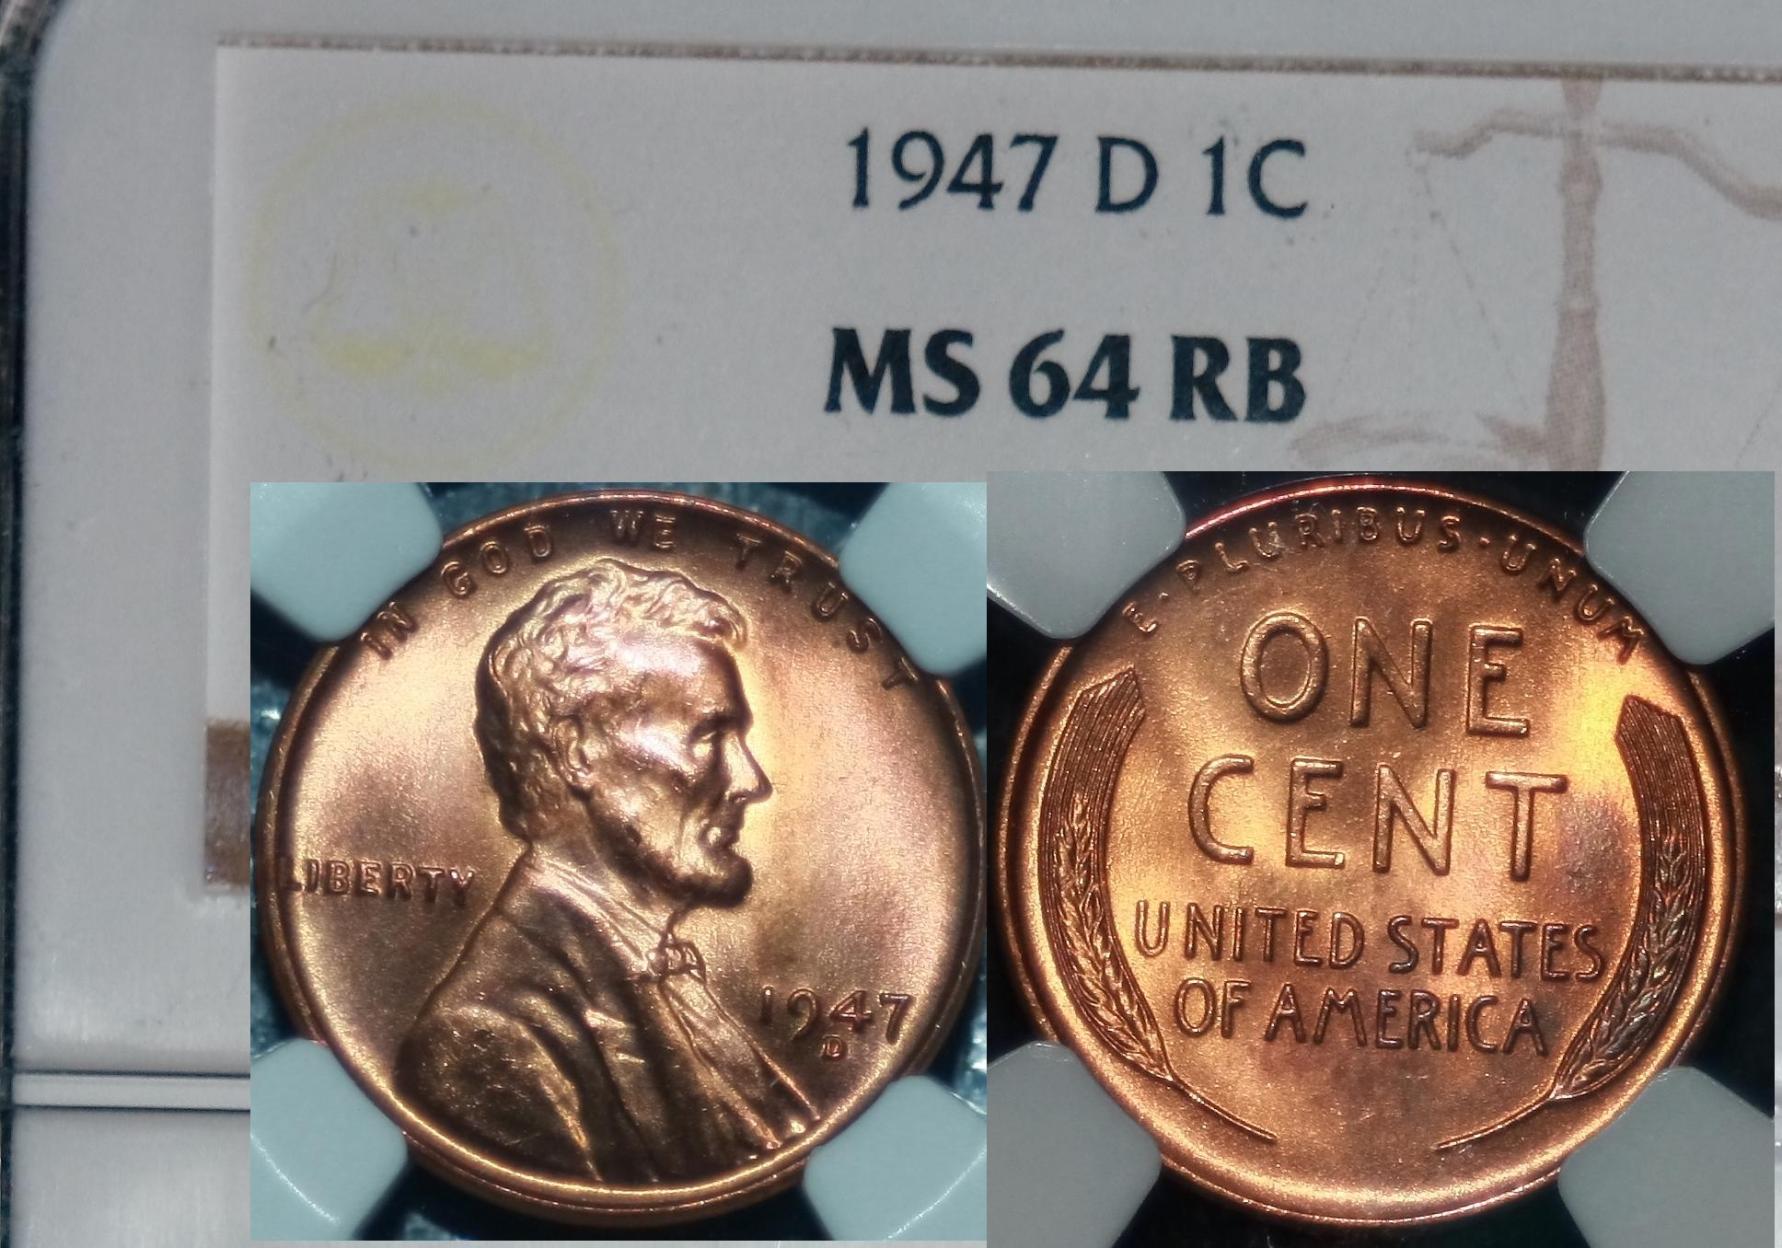 1947 D 1C
MS 64 RB
IN GOD WE TRUST
LIBERTY
1947
D
E · PLURIBUS · UNUM
ONE
CENT
UNITED STATES
OF AMERICA